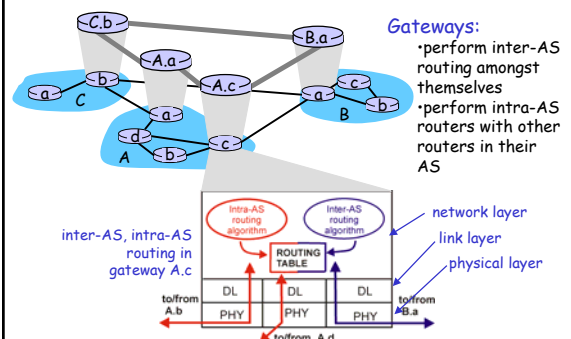 C.b
B.a
A.a
A.c
Gateways:
•perform inter-AS
routing amongst
themselves
•perform intra-AS
routers with other
routers in their
AS
a
b
C
a
c
b
B
a
d
b
c
A
inter-AS, intra-AS
routing in
gateway A.c
Intra-AS
routing
algorithm
Inter-AS
routing
algorithm
ROUTING
TABLE
DL
DL
DL
PHY
PHY
PHY
to/from
A.b
to/from A.d
to/from
B.a
network layer
link layer
physical layer